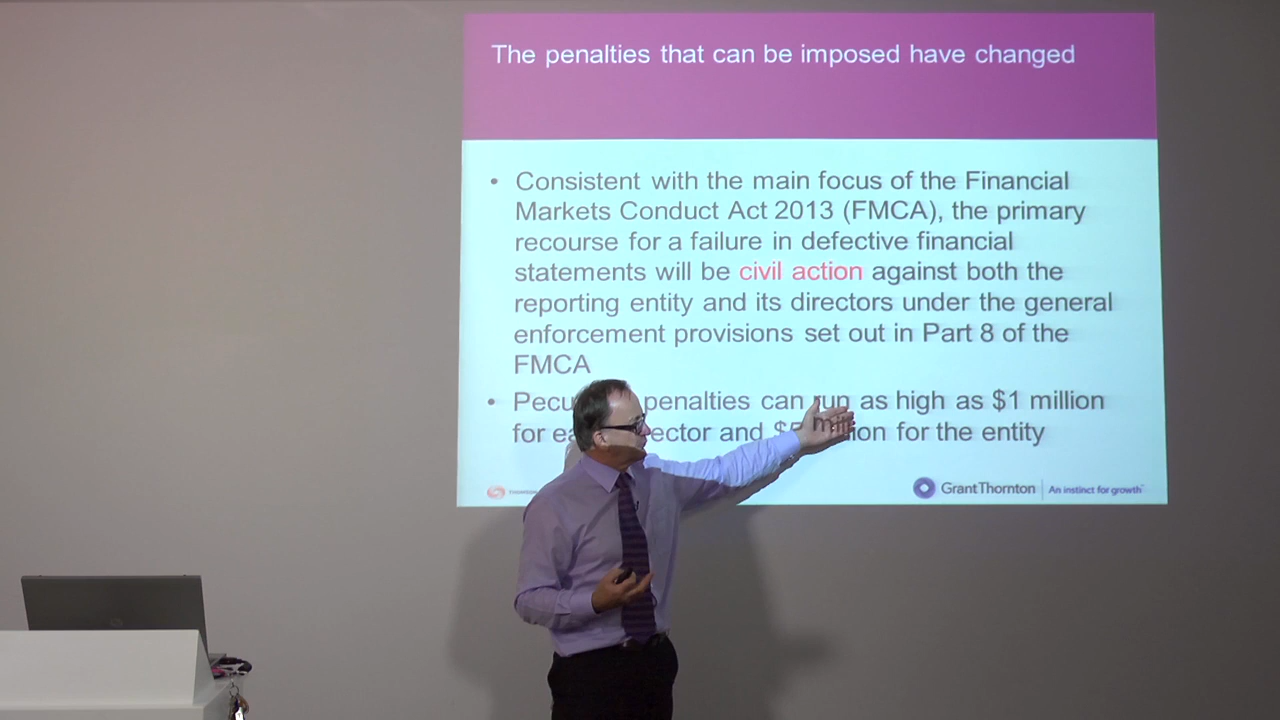 The penalties that can be imposed have changed
• Consistent with the main focus of the Financial
Markets Conduct Act 2013 (FMCA), the primary
recourse for a failure in defective financial
statements will be civil action against both the
reporting entity and its directors under the general
enforcement provisions set out in Part 8 of the
FMCA
• penalties can run as high as $1 million
for and million for the entity
GrantThornton An instinct for growth